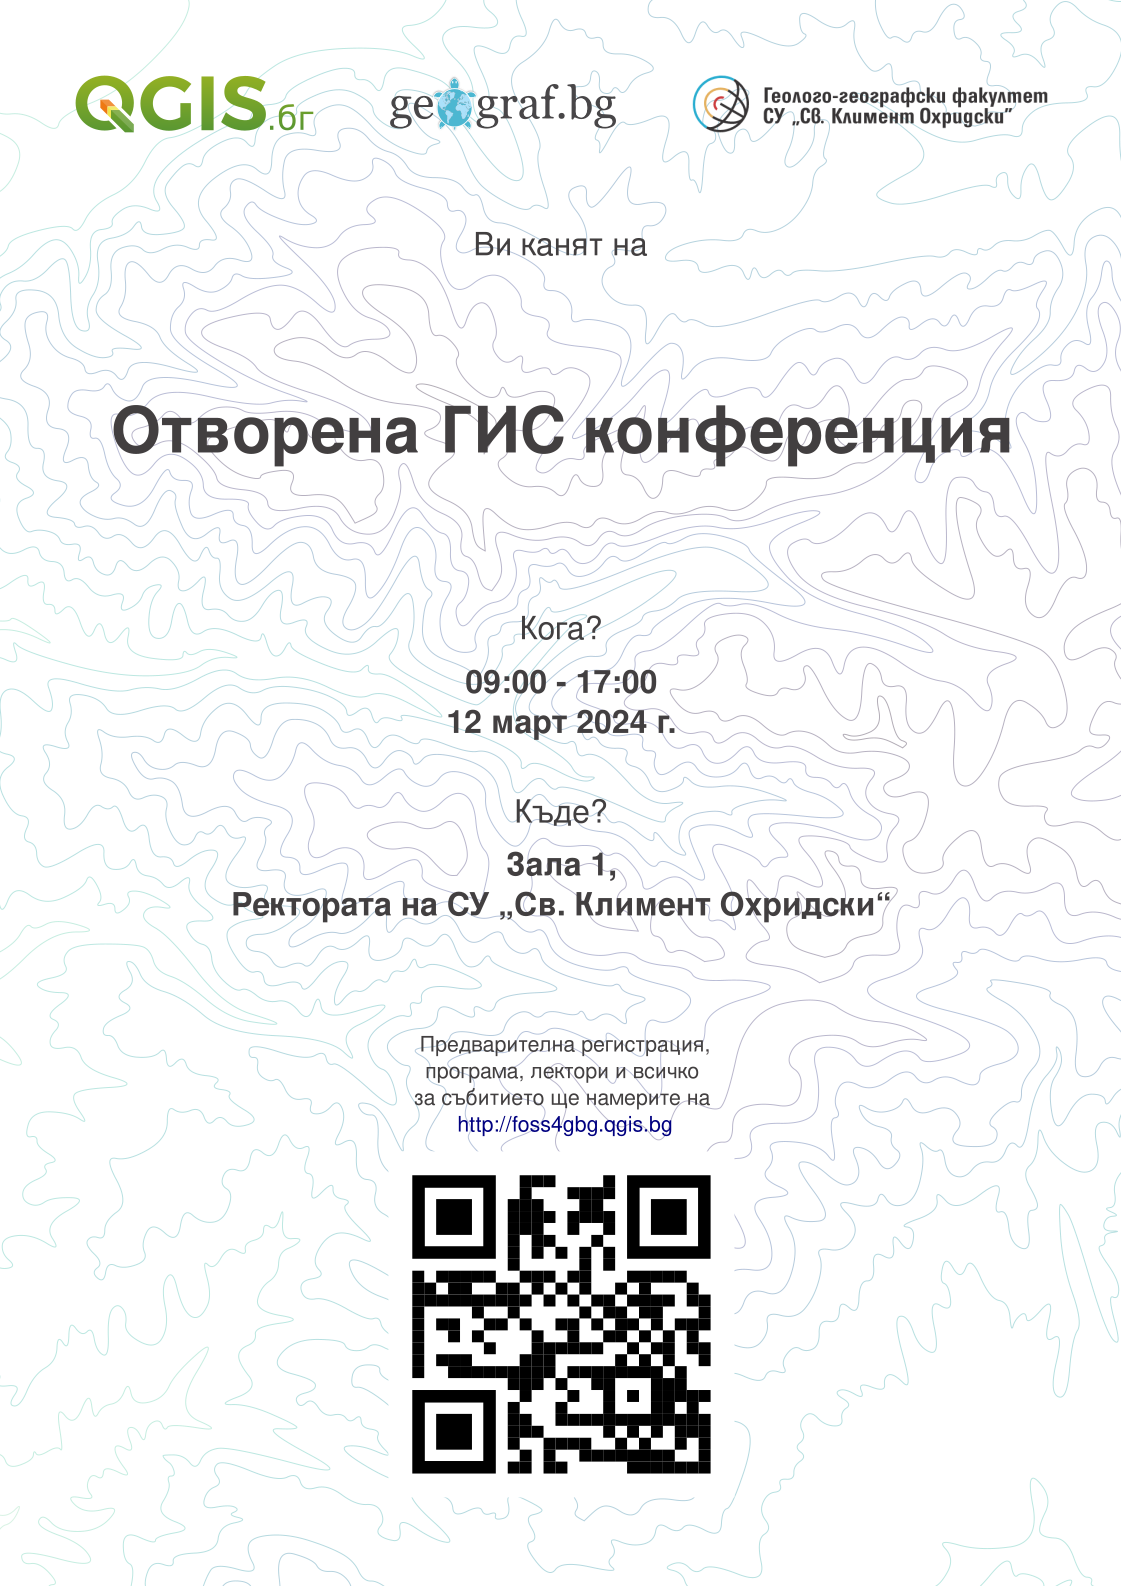 QGIS.бг
geograf.bg
Геолого-географски факултет
СУ „Св. Климент Охридски”
Ви канят на
Отворена ГИС конференция
Кога?
09:00 - 17:00
12 март 2024 г.
Къде?
Зала 1,
Ректората на СУ „Св. Климент Охридски“
Предварителна регистрация,
програма, лектори и всичко
за събитието ще намерите на
http://foss4gbg.qgis.bg